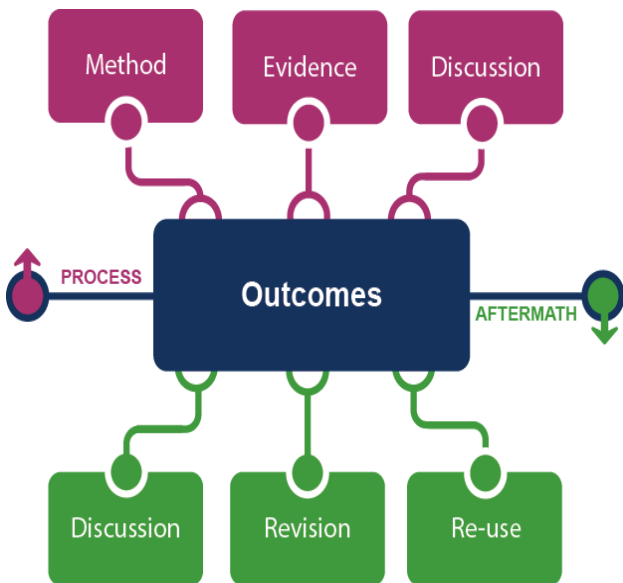 Method
Evidence
Discussion
PROCESS
Outcomes
AFTERMATH
Discussion
Revision
Re-use